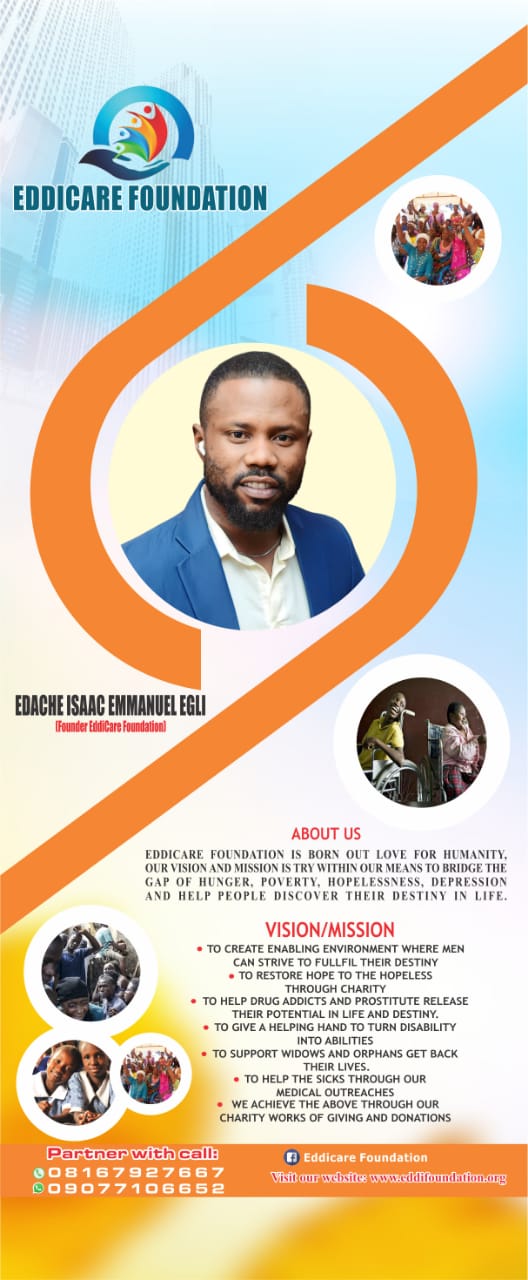 EDDICARE FOUNDATION
EDACHE ISAAC EMMANUEL EGLI
(Founder EddiCare Foundation)
ABOUT US
EDDICARE FOUNDATION IS BORN OUT LOVE FOR HUMANITY,
OUR VISION AND MISSION IS TRY WITHIN OUR MEANS TO BRIDGE THE
GAP OF HUNGER, POVERTY, HOPELESSNESS, DEPRESSION
AND HELP PEOPLE DISCOVER THEIR DESTINY IN LIFE.
VISION/MISSION
• TO CREATE ENABLING ENVIRONMENT WHERE MEN
CAN STRIVE TO FULLFIL THEIR DESTINY
• TO RESTORE HOPE TO THE HOPELESS
THROUGH CHARITY
• TO HELP DRUG ADDICTS AND PROSTITUTE RELEASE
THEIR POTENTIAL IN LIFE AND DESTINY.
• TO GIVE A HELPING HAND TO TURN DISABILITY
INTO ABILITIES
• TO SUPPORT WIDOWS AND ORPHANS GET BACK
THEIR LIVES.
• TO HELP THE SICKS THROUGH OUR
MEDICAL OUTREACHES
• WE ACHIEVE THE ABOVE THROUGH OUR
CHARITY WORKS OF GIVING AND DONATIONS
Partner with call:
08167927667
09077106652
Eddicare Foundation
Visit our website: www.eddifoundation.org